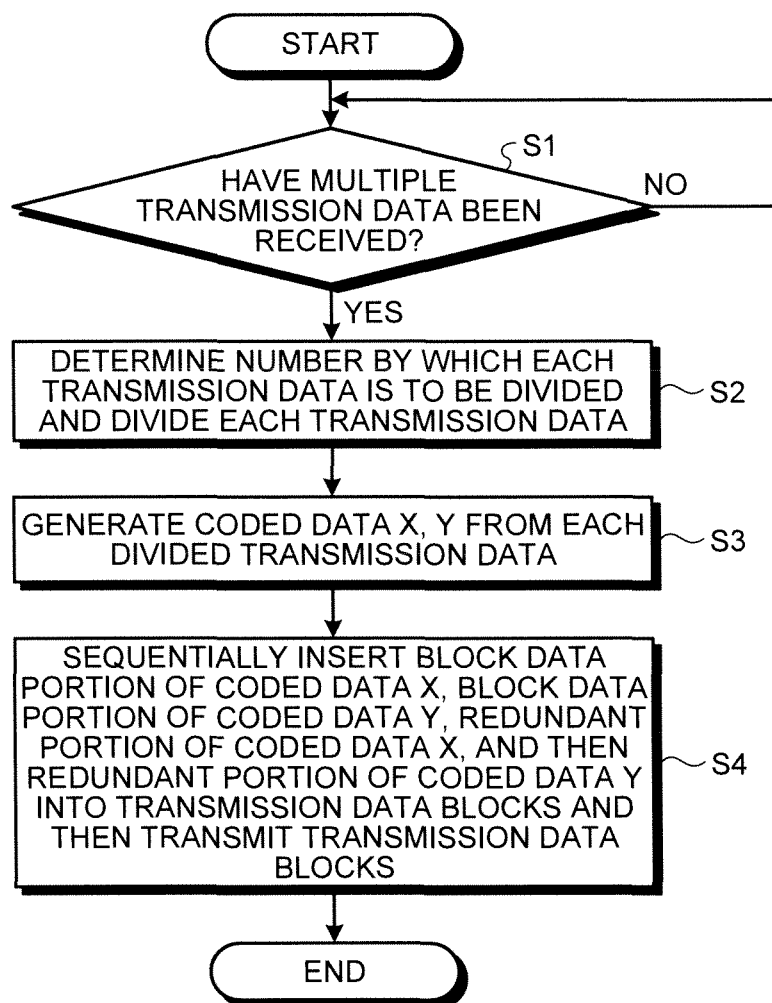 START
S1
HAVE MULTIPLE
TRANSMISSION DATA BEEN
RECEIVED?
NO
YES
DETERMINE NUMBER BY WHICH EACH
TRANSMISSION DATA IS TO BE DIVIDED
AND DIVIDE EACH TRANSMISSION DATA
S2
GENERATE CODED DATA X, Y FROM EACH
DIVIDED TRANSMISSION DATA
S3
SEQUENTIALLY INSERT BLOCK DATA
PORTION OF CODED DATA X, BLOCK DATA
PORTION OF CODED DATA Y, REDUNDANT
PORTION OF CODED DATA X, AND THEN
REDUNDANT PORTION OF CODED DATA Y
INTO TRANSMISSION DATA BLOCKS AND
THEN TRANSMIT TRANSMISSION DATA
BLOCKS
S4
END